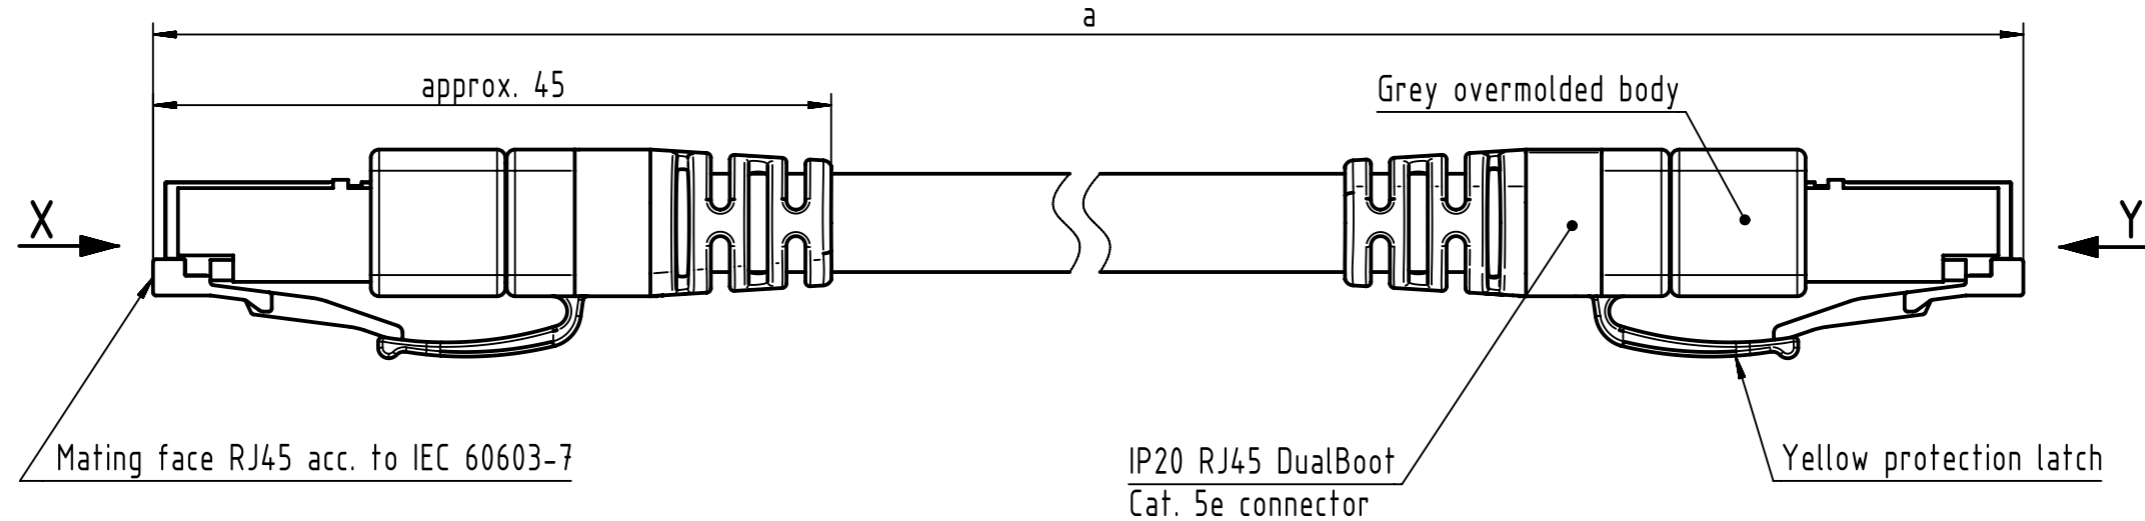 a
approx. 45
Grey overmolded body
X
Y
Mating face RJ45 acc. to IEC 60603-7
IP20 RJ45 DualBoot
Cat. 5e connector
Yellow protection latch